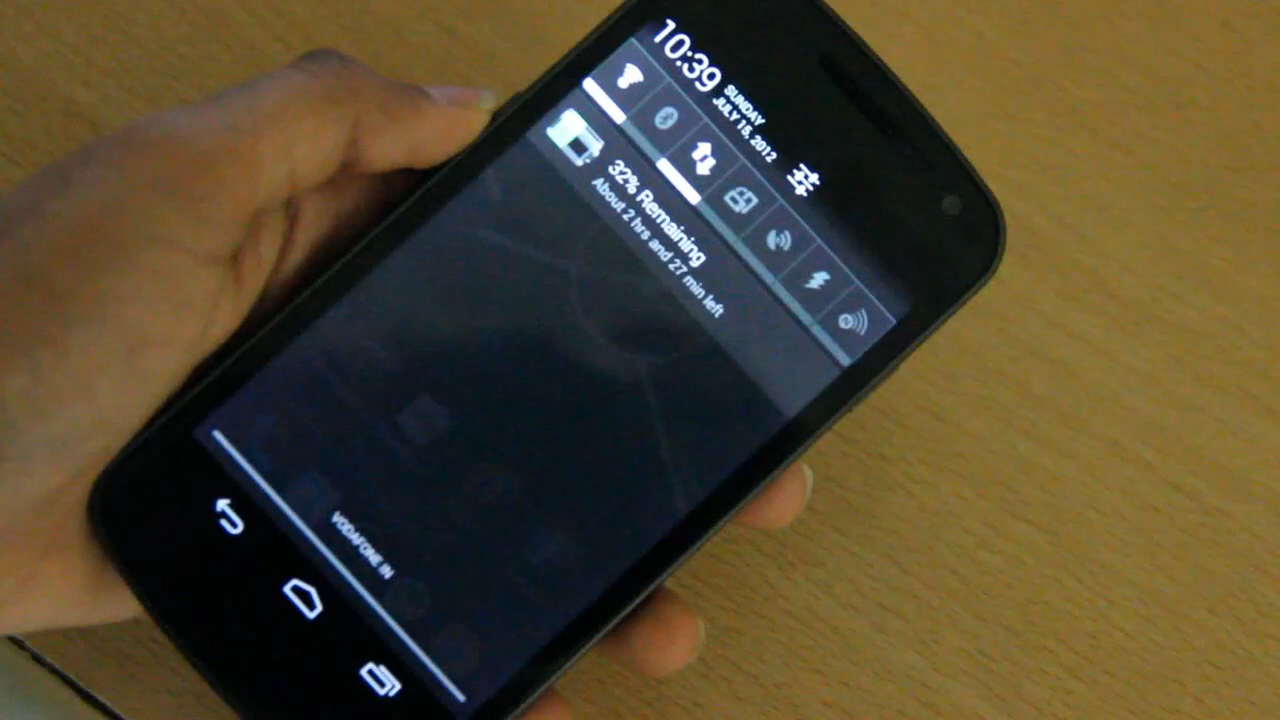 10:39
SUNDAY
JULY 15, 2012
32% Remaining
About 2 hrs and 27 min left
VODAFONE IN